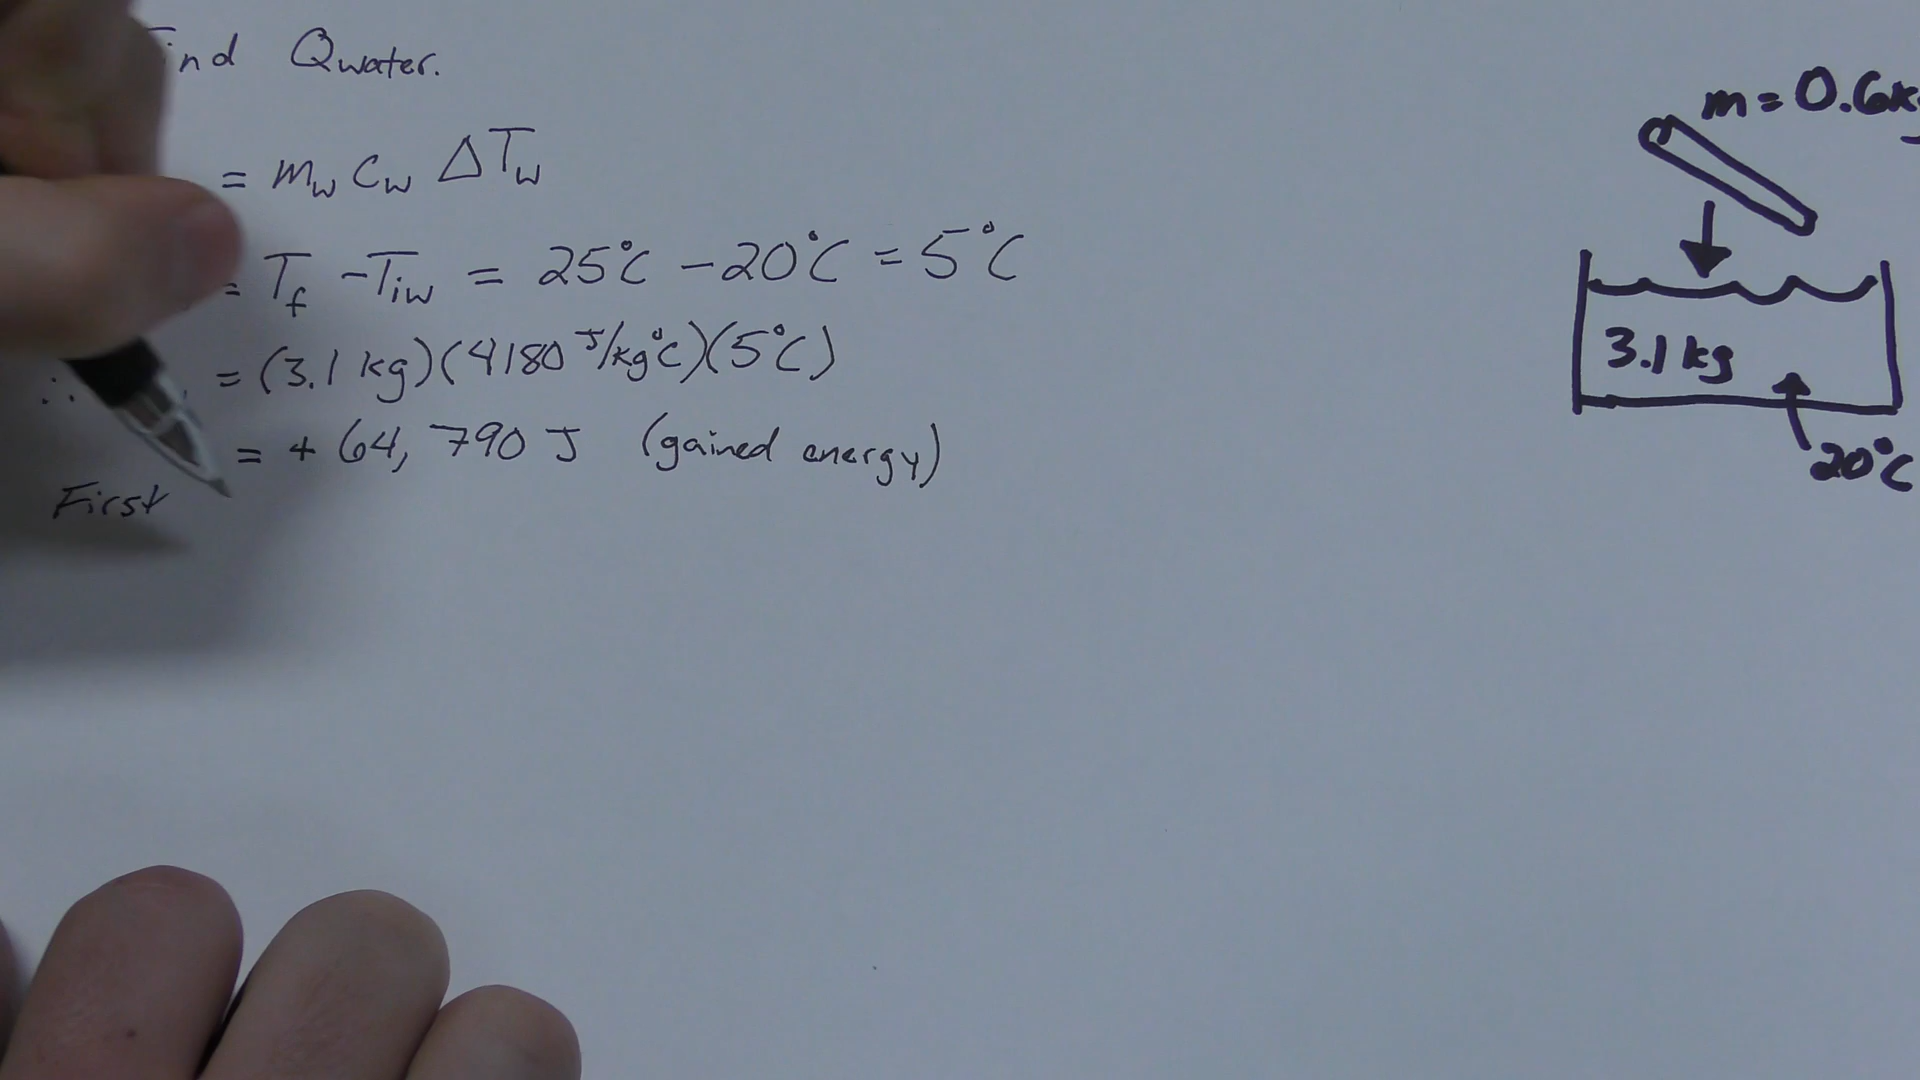 ind Qwater.
= mw cw ΔTw
= Tf - Tiw = 25°C - 20°C = 5°C
∴ = (3.1 kg)(4180 J/kg°C)(5°C)
= + 64, 790 J (gained energy)
First
m = 0.6kg
3.1 kg
20°C